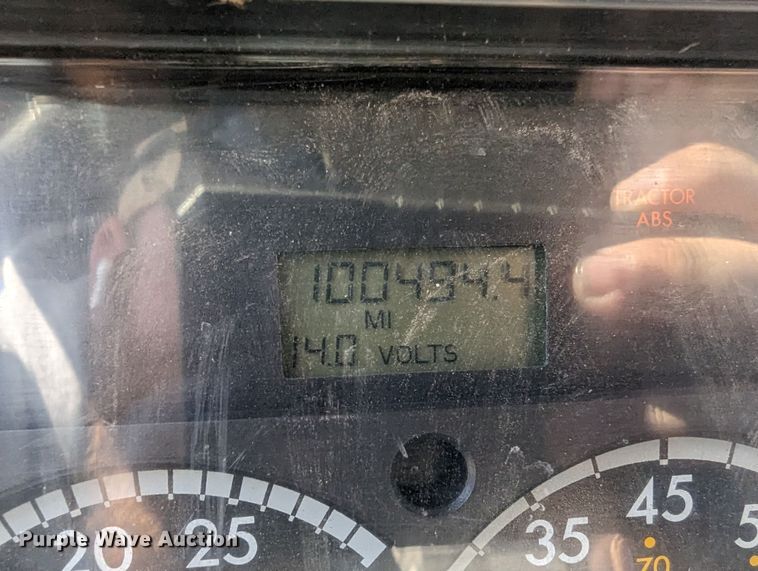 TRACTOR
ABS
100494.4
MI
14.0 VOLTS
20 25 35 45
70
Purple Wave Auction